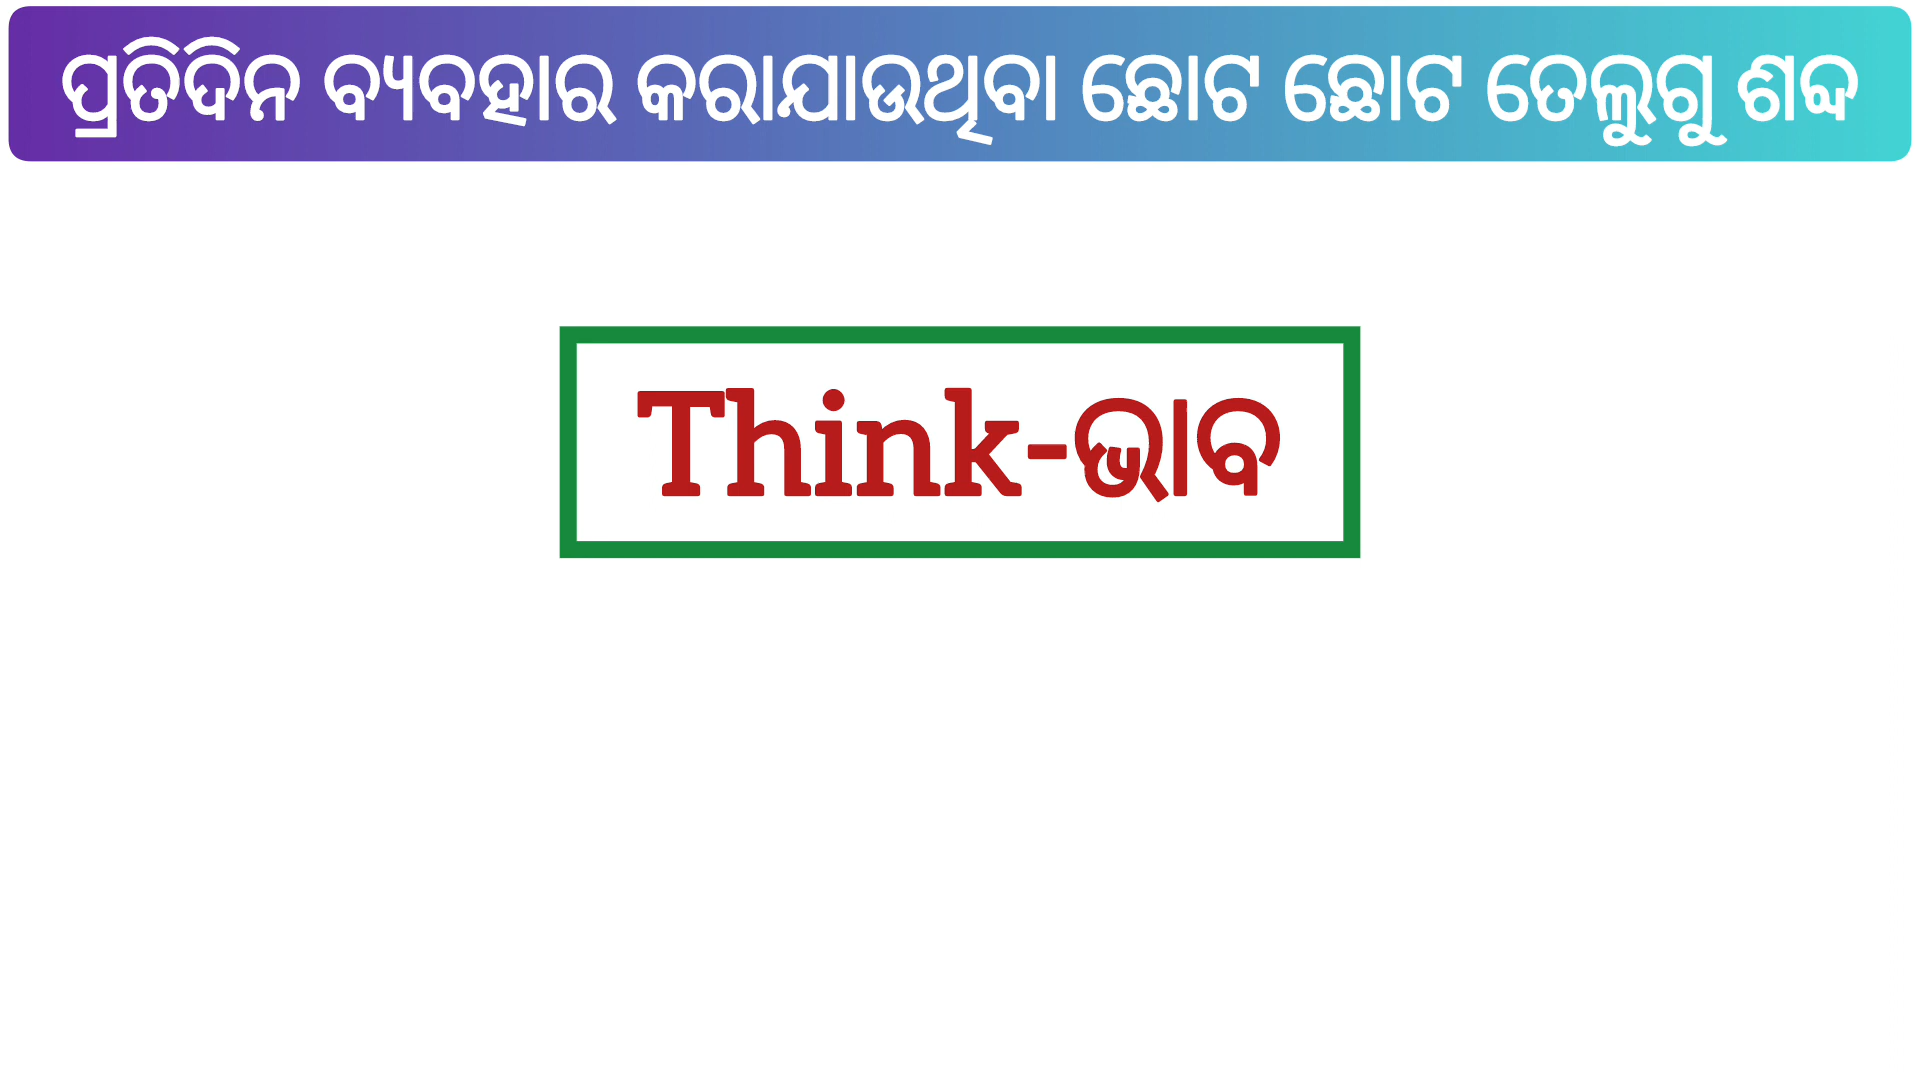 ପ୍ରତିଦିନ ବ୍ୟବହାର କରାଯାଉଥିବା ଛୋଟ ଛୋଟ ତେଲୁଗୁ ଶବ୍ଦ
Think-ଭାବ